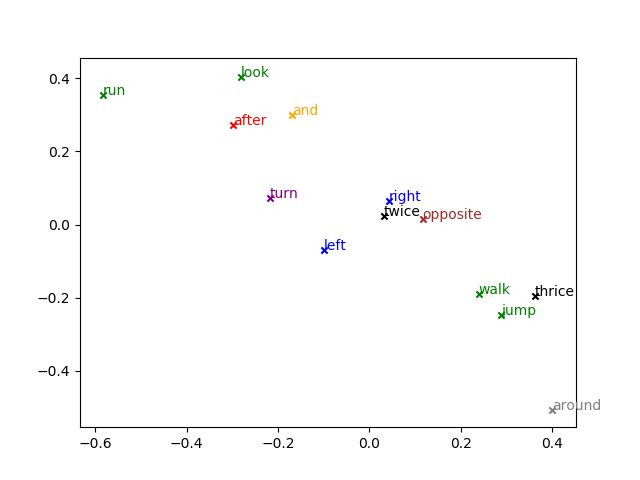 look
run
0.4
and
after
0.2
turn
right
twice
opposite
0.0
left
walk
thrice
−0.2
jump
−0.4
around
−0.6 −0.4 −0.2 0.0 0.2 0.4